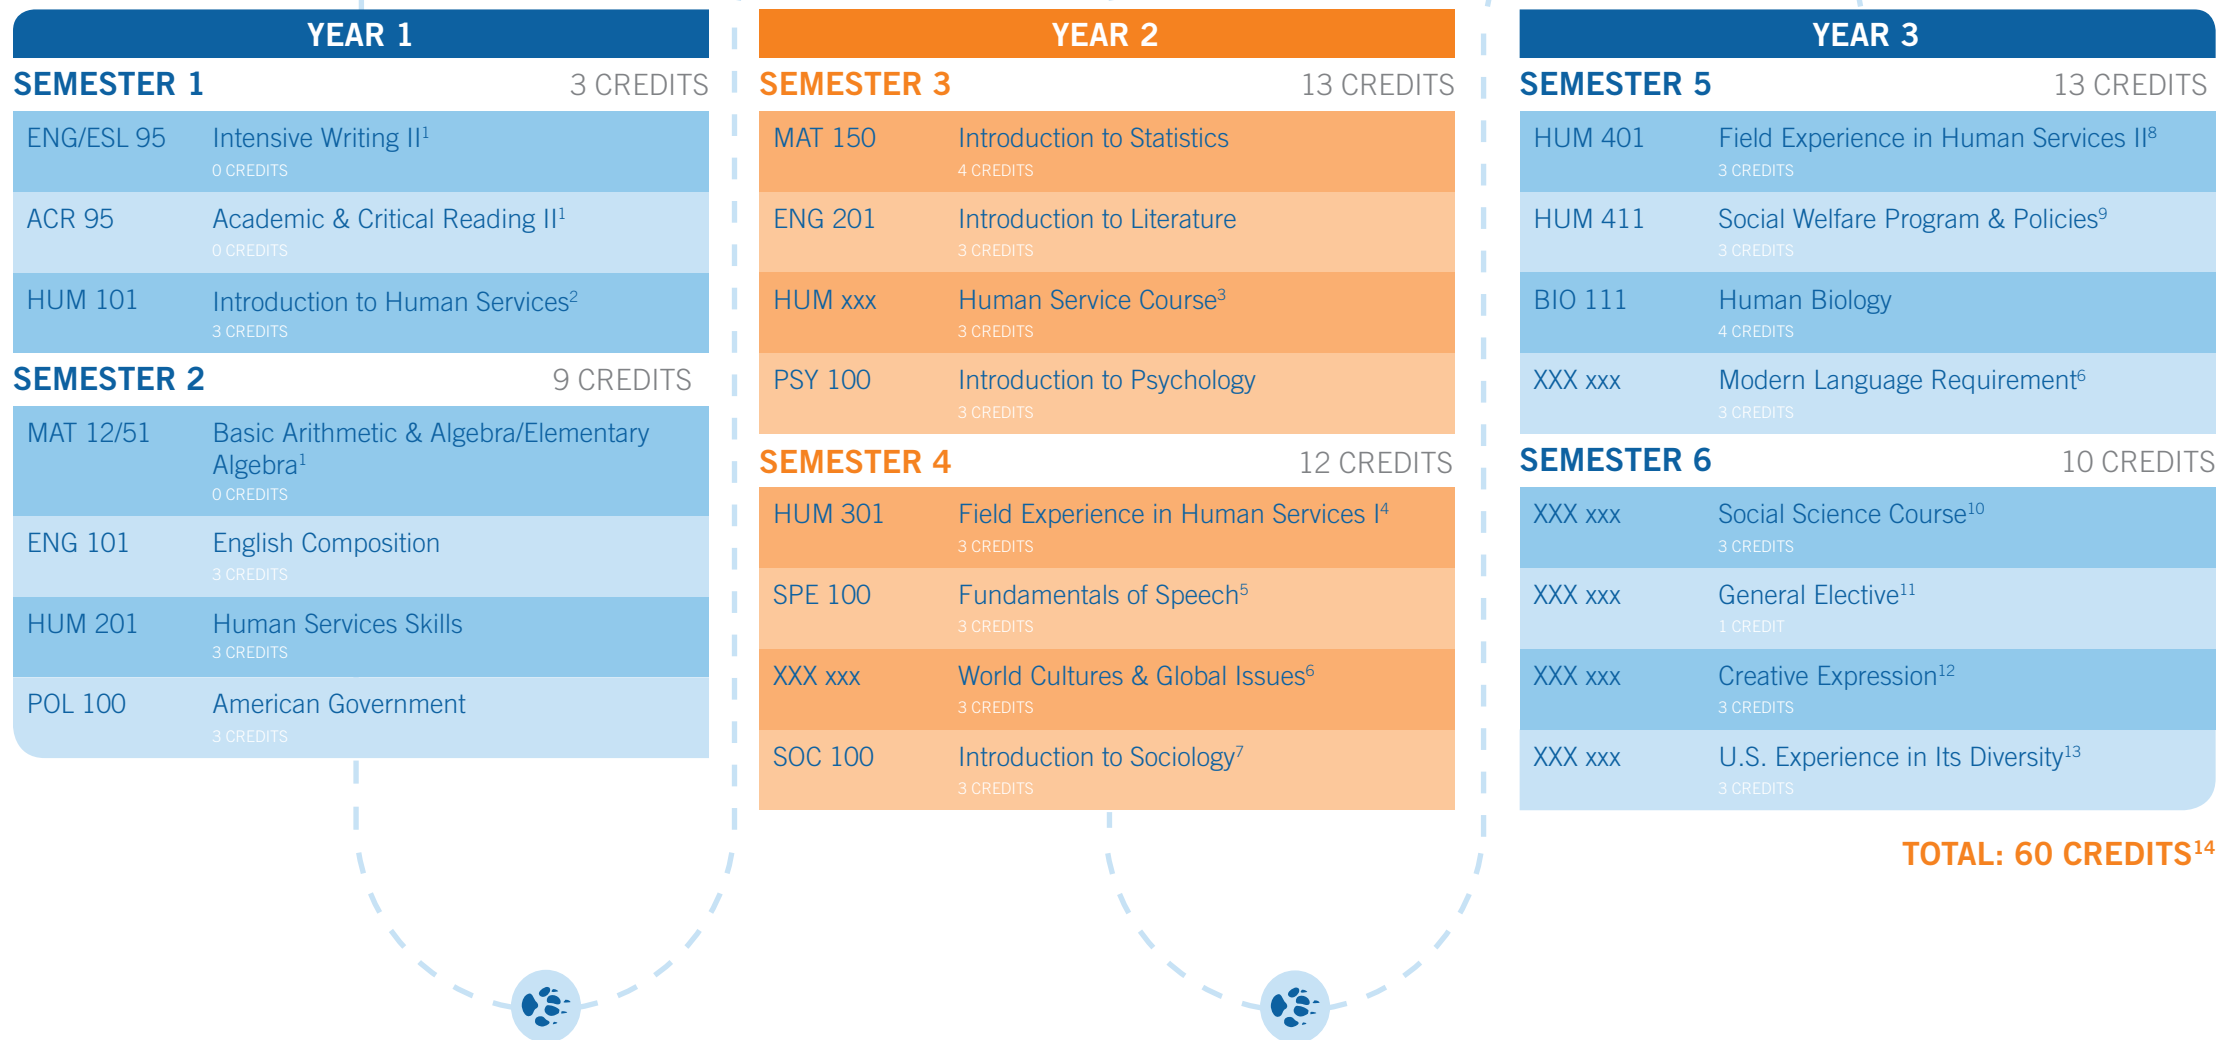 YEAR 1
SEMESTER 1 3 CREDITS
ENG/ESL 95 Intensive Writing II¹
0 CREDITS
ACR 95 Academic & Critical Reading II¹
0 CREDITS
HUM 101 Introduction to Human Services²
3 CREDITS
SEMESTER 2 9 CREDITS
MAT 12/51 Basic Arithmetic & Algebra/Elementary
Algebra¹
0 CREDITS
ENG 101 English Composition
3 CREDITS
HUM 201 Human Services Skills
3 CREDITS
POL 100 American Government
3 CREDITS
YEAR 2
SEMESTER 3 13 CREDITS
MAT 150 Introduction to Statistics
4 CREDITS
ENG 201 Introduction to Literature
3 CREDITS
HUM xxx Human Service Course³
3 CREDITS
PSY 100 Introduction to Psychology
3 CREDITS
SEMESTER 4 12 CREDITS
HUM 301 Field Experience in Human Services I⁴
3 CREDITS
SPE 100 Fundamentals of Speech⁵
3 CREDITS
XXX xxx World Cultures & Global Issues⁶
3 CREDITS
SOC 100 Introduction to Sociology⁷
3 CREDITS
YEAR 3
SEMESTER 5 13 CREDITS
HUM 401 Field Experience in Human Services II⁸
3 CREDITS
HUM 411 Social Welfare Program & Policies⁹
3 CREDITS
BIO 111 Human Biology
4 CREDITS
XXX xxx Modern Language Requirement⁶
3 CREDITS
SEMESTER 6 10 CREDITS
XXX xxx Social Science Course¹⁰
3 CREDITS
XXX xxx General Elective¹¹
1 CREDIT
XXX xxx Creative Expression¹²
3 CREDITS
XXX xxx U.S. Experience in Its Diversity¹³
3 CREDITS
TOTAL: 60 CREDITS¹⁴